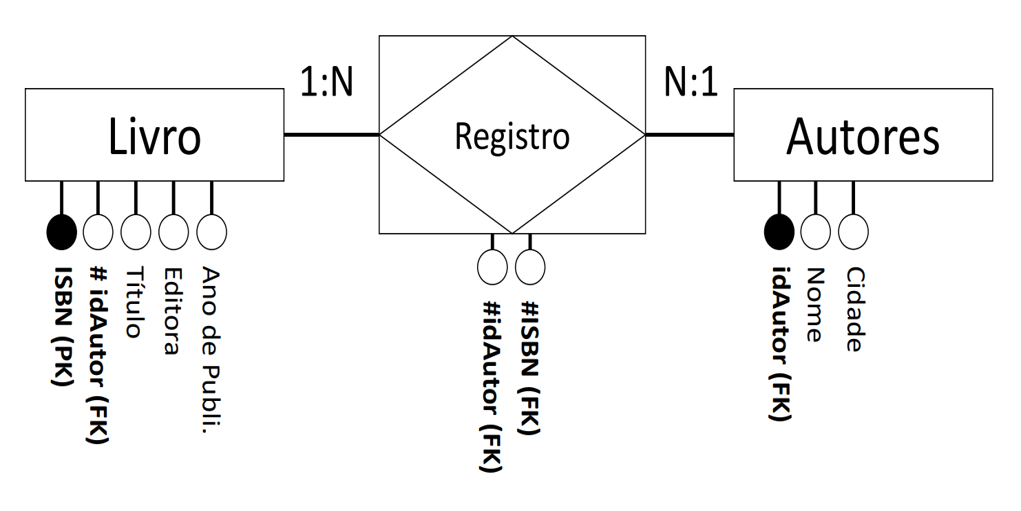 1:N
N:1
Livro
Registro
Autores
ISBN (PK)
# idAutor (FK)
Título
Editora
Ano de Publi.
#idAutor (FK)
#ISBN (FK)
idAutor (FK)
Nome
Cidade